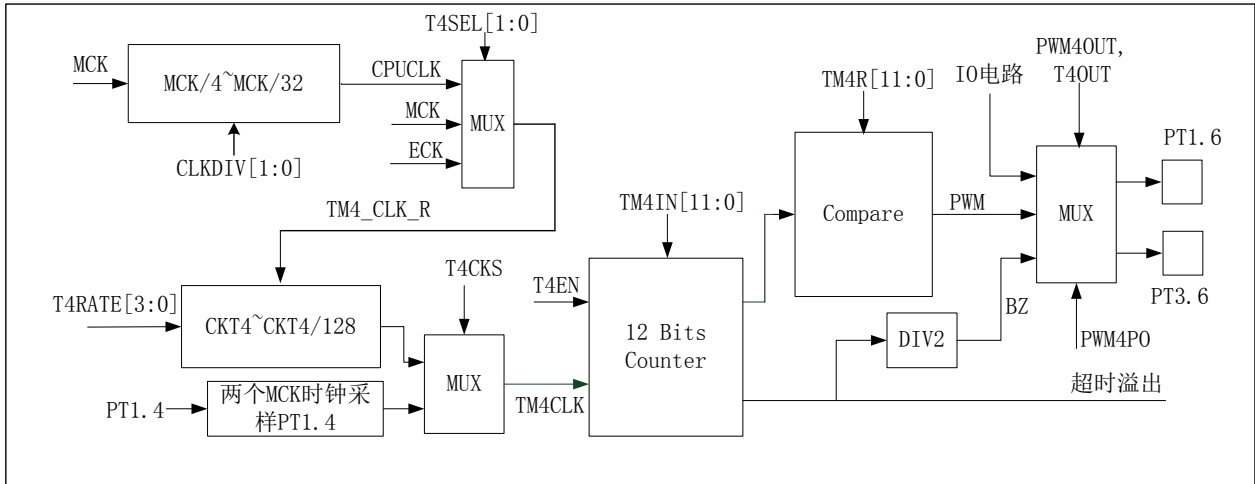 T4SEL[1:0]
MCK
MCK/4~MCK/32
CPUCLK
MCK
ECK
MUX
CLKDIV[1:0]
TM4_CLK_R
T4RATE[3:0]
CKT4~CKT4/128
T4CKS
PT1.4
两个MCK时钟采
样PT1.4
MUX
TM4CLK
T4EN
TM4IN[11:0]
12 Bits
Counter
TM4R[11:0]
Compare
PWM
DIV2
BZ
IO电路
PWM4OUT,
T4OUT
MUX
PT1.6
PT3.6
PWM4PO
超时溢出